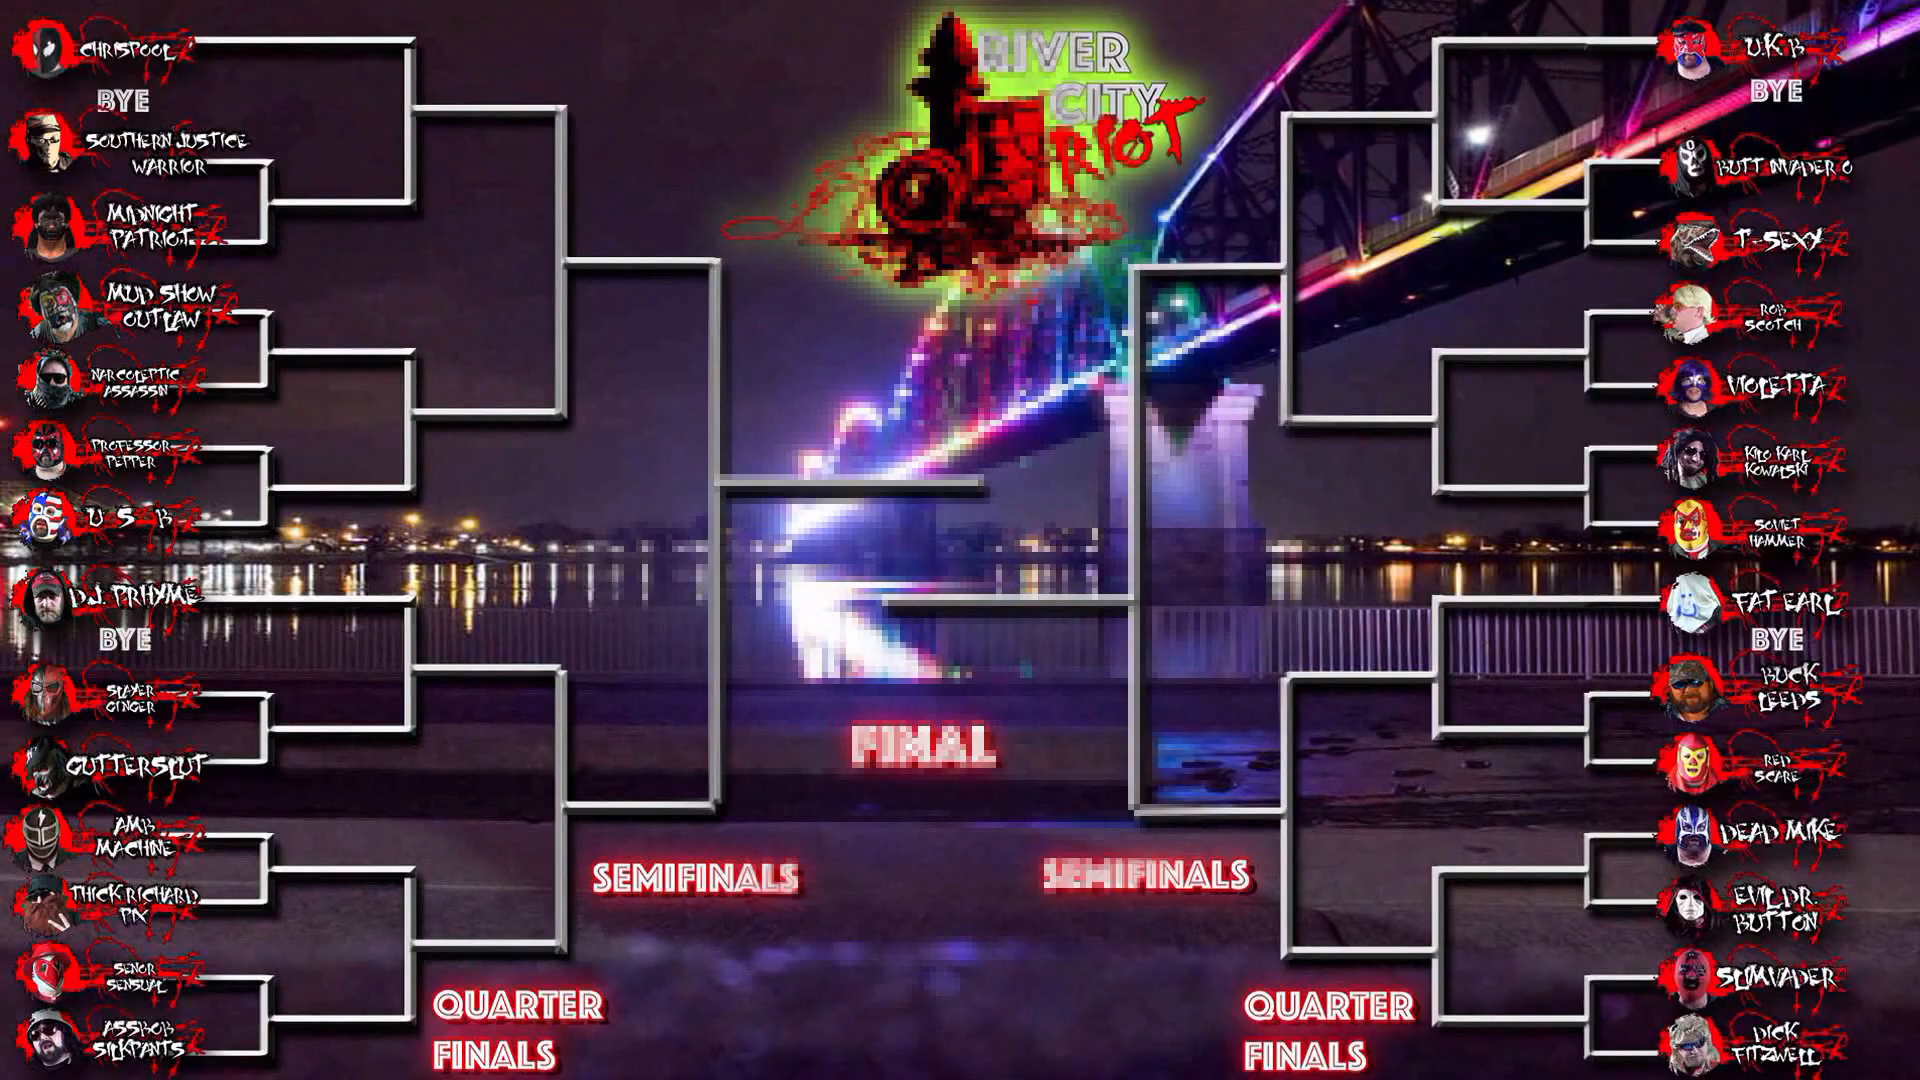 RIVER
CITY
RIOT
CHRISPOOL
BYE
SOUTHERN JUSTICE
WARRIOR
MIDNIGHT
PATRIOT
MUD SHOW
OUTLAW
NARCOLEPTIC
ASSASSIN
PROFESSOR
PEPPER
U S K
D.J. PRHYME
BYE
SLAYER
GINGER
GUTTERSLUT
AMB
MACHINE
THICK RICHARD
PIX
SENOR
SENSUAL
ASSBOB
SILKPANTS
U.K B
BYE
BUTT INVADER O
T-SEXY
ROB
SCOTCH
VIOLETTA
KILO KARL
KOWALSKI
SOVIET
HAMMER
FAT EARL
BYE
BUCK
LEEDS
RED
SCARE
DEAD MIKE
EVIL DR.
BUTTON
SLIMVADER
DICK
FITZWELL
FINAL
SEMIFINALS
SEMIFINALS
QUARTER
FINALS
QUARTER
FINALS